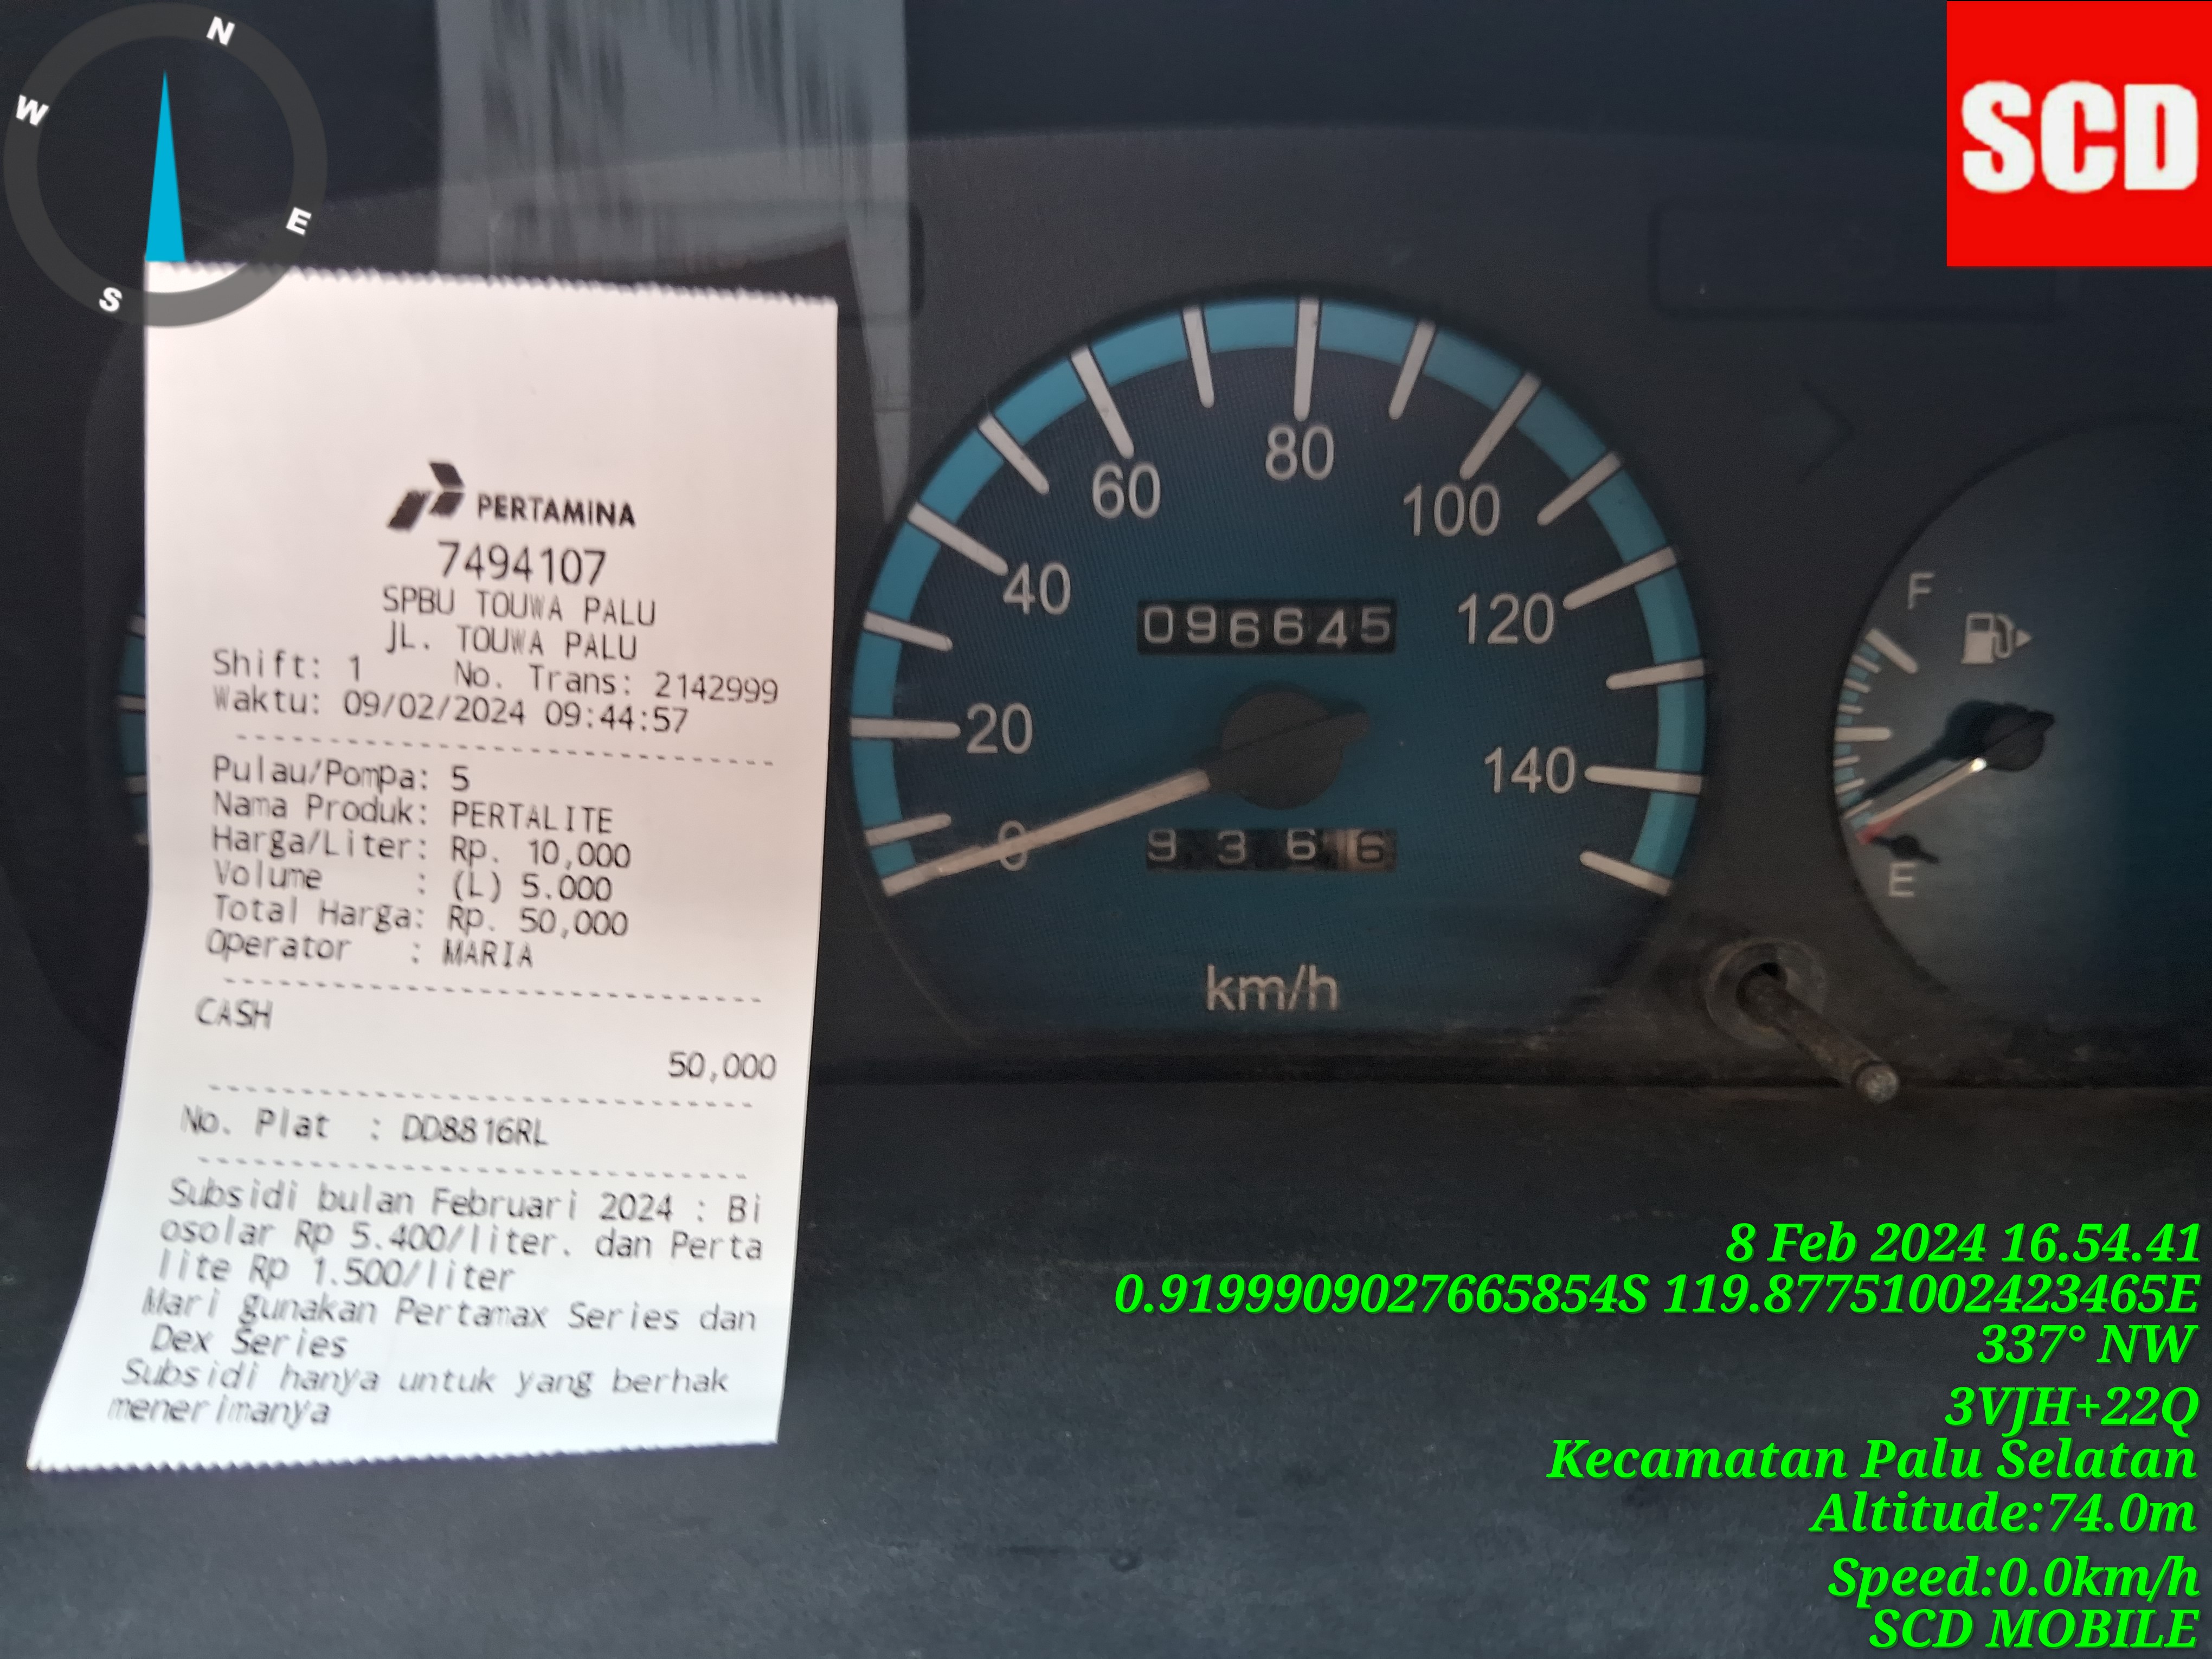 N
W
E
S
SCD
PERTAMINA
7494107
SPBU TOUWA PALU
JL. TOUWA PALU
Shift: 1 No. Trans: 2142999
Waktu: 09/02/2024 09:44:57
--------------------------------
Pulau/Pompa: 5
Nama Produk: PERTALITE
Harga/Liter: Rp. 10,000
Volume : (L) 5.000
Total Harga: Rp. 50,000
Operator : MARIA
--------------------------------
CASH
50,000
--------------------------------
No. Plat : DD8816RL
--------------------------------
Subsidi bulan Februari 2024 : Bi
osolar Rp 5.400/liter. dan Perta
lite Rp 1.500/liter
Mari gunakan Pertamax Series dan
Dex Series
Subsidi hanya untuk yang berhak
menerimanya
0
20
40
60
80
100
120
140
096645
9 3 6 6
km/h
F
E
8 Feb 2024 16.54.41
0.9199909027665854S 119.87751002423465E
337° NW
3VJH+22Q
Kecamatan Palu Selatan
Altitude:74.0m
Speed:0.0km/h
SCD MOBILE